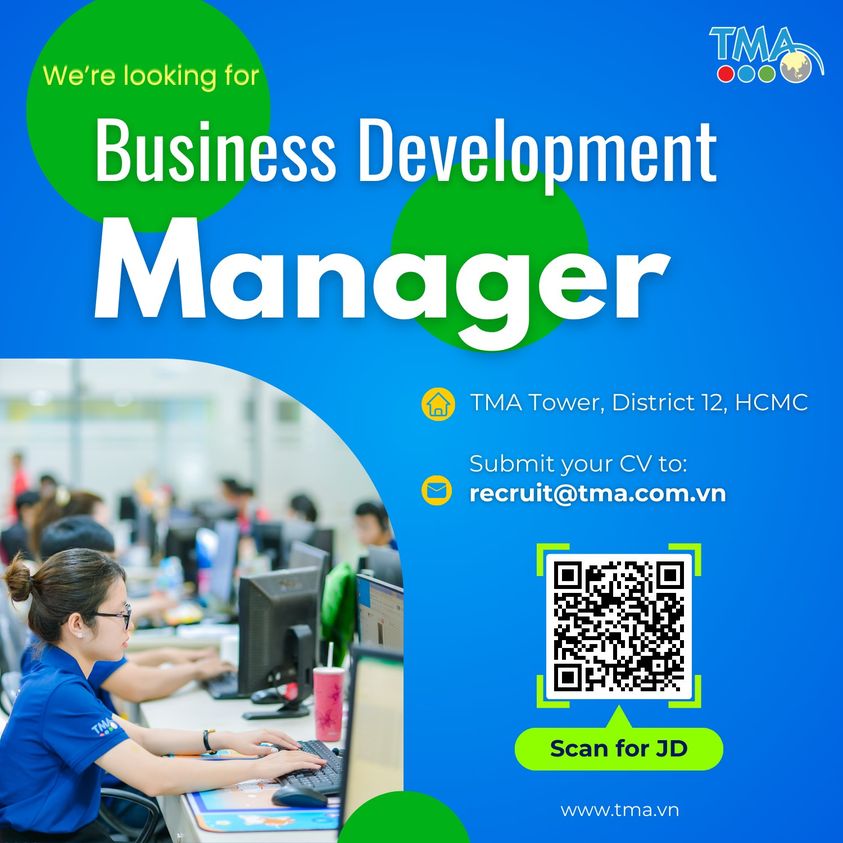 TMA
We’re looking for
Business Development
Manager
TMA Tower, District 12, HCMC
Submit your CV to:
recruit@tma.com.vn
TMA
Scan for JD
www.tma.vn